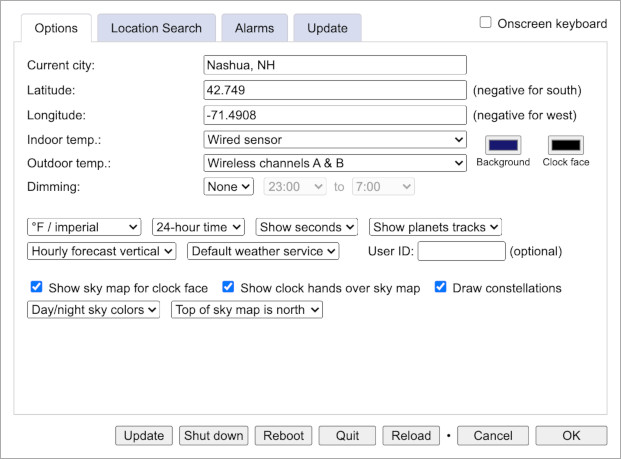 Options Location Search Alarms Update Onscreen keyboard
Current city: Nashua, NH
Latitude: 42.749 (negative for south)
Longitude: -71.4908 (negative for west)
Indoor temp.: Wired sensor
Outdoor temp.: Wireless channels A & B Background Clock face
Dimming: None 23:00 to 7:00
°F / imperial 24-hour time Show seconds Show planets tracks
Hourly forecast vertical Default weather service User ID: (optional)
Show sky map for clock face Show clock hands over sky map Draw constellations
Day/night sky colors Top of sky map is north
Update Shut down Reboot Quit Reload • Cancel OK